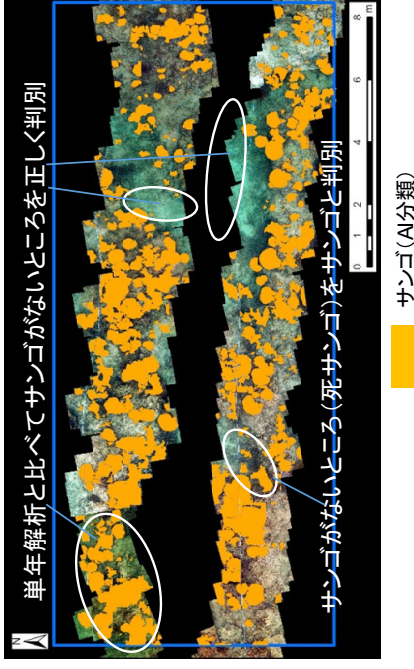 単年解析と比べてサンゴがないところを正しく判別
サンゴがないところ(死サンゴ)をサンゴと判別
N
0 1 2 4 6 8
m
サンゴ(AI分類)